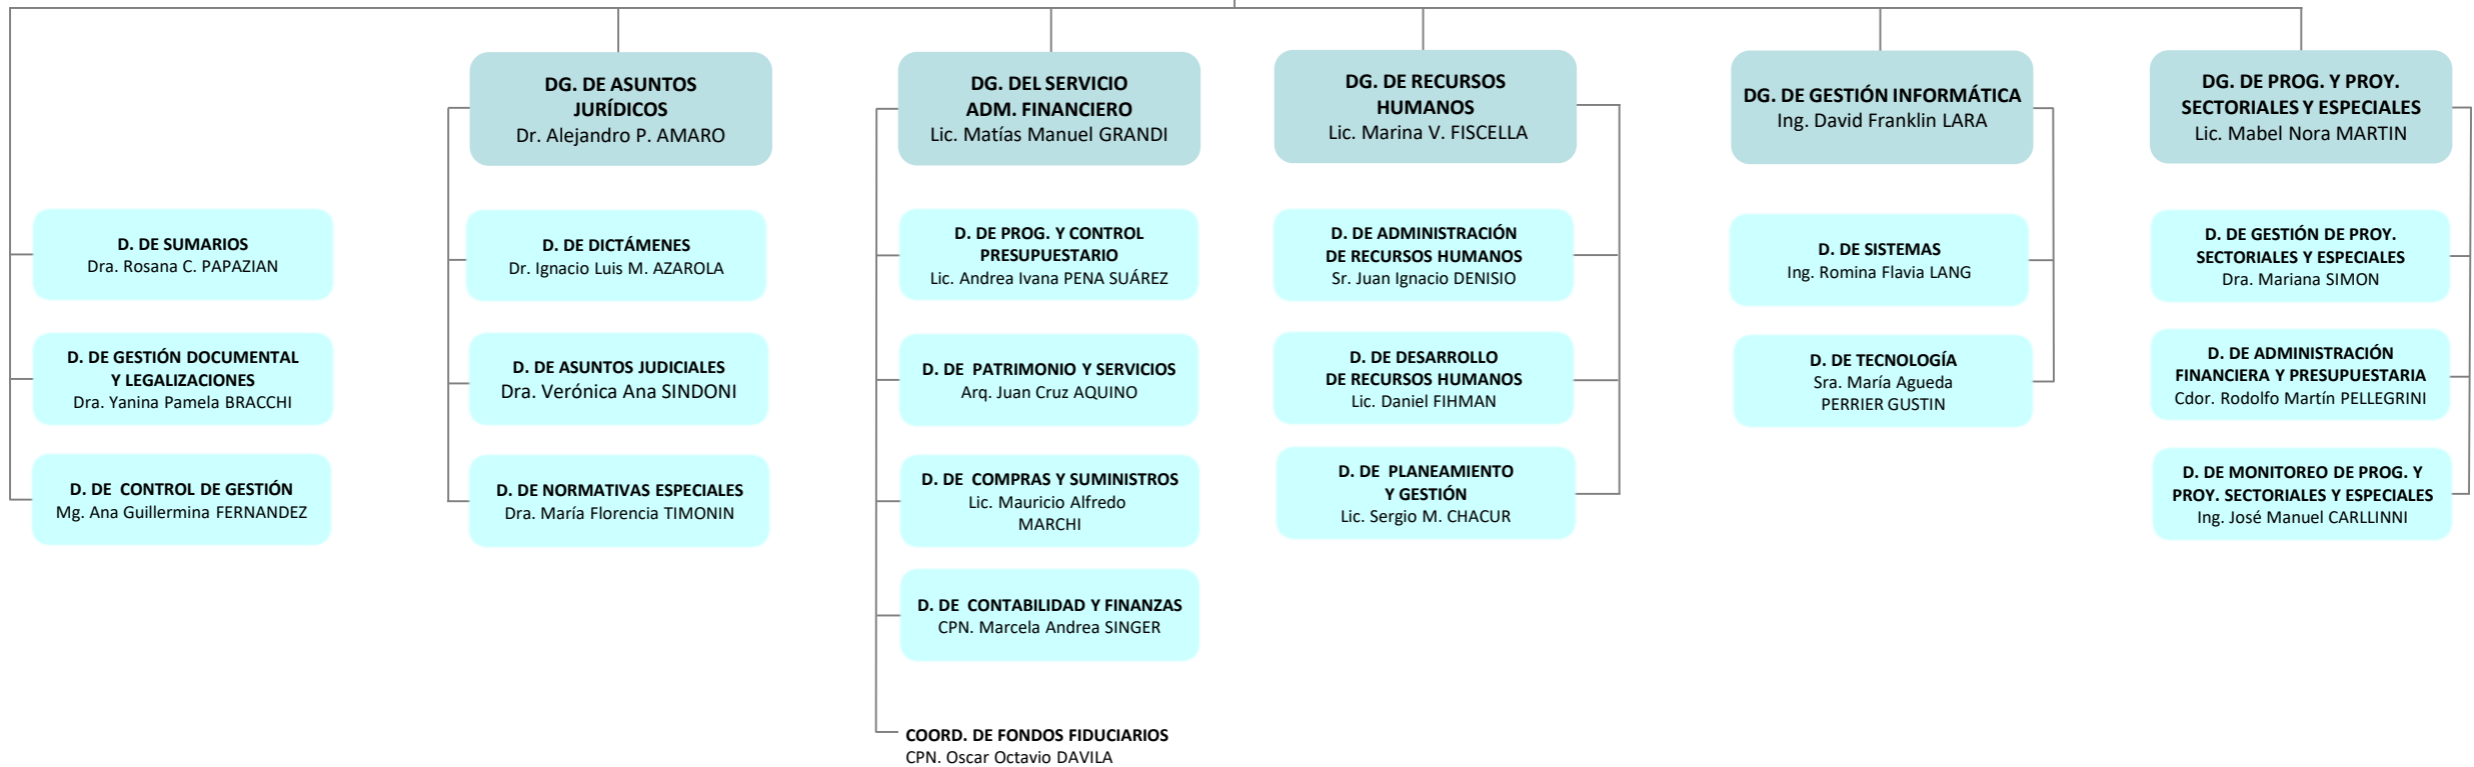 DG. DE ASUNTOS
JURÍDICOS
Dr. Alejandro P. AMARO
DG. DEL SERVICIO
ADM. FINANCIERO
Lic. Matías Manuel GRANDI
DG. DE RECURSOS
HUMANOS
Lic. Marina V. FISCELLA
DG. DE GESTIÓN INFORMÁTICA
Ing. David Franklin LARA
DG. DE PROG. Y PROY.
SECTORIALES Y ESPECIALES
Lic. Mabel Nora MARTIN
D. DE SUMARIOS
Dra. Rosana C. PAPAZIAN
D. DE DICTÁMENES
Dr. Ignacio Luis M. AZAROLA
D. DE PROG. Y CONTROL
PRESUPUESTARIO
Lic. Andrea Ivana PENA SUÁREZ
D. DE ADMINISTRACIÓN
DE RECURSOS HUMANOS
Sr. Juan Ignacio DENISIO
D. DE SISTEMAS
Ing. Romina Flavia LANG
D. DE GESTIÓN DE PROY.
SECTORIALES Y ESPECIALES
Dra. Mariana SIMON
D. DE GESTIÓN DOCUMENTAL
Y LEGALIZACIONES
Dra. Yanina Pamela BRACCHI
D. DE ASUNTOS JUDICIALES
Dra. Verónica Ana SINDONI
D. DE PATRIMONIO Y SERVICIOS
Arq. Juan Cruz AQUINO
D. DE DESARROLLO
DE RECURSOS HUMANOS
Lic. Daniel FIHMAN
D. DE TECNOLOGÍA
Sra. María Agueda
PERRIER GUSTIN
D. DE ADMINISTRACIÓN
FINANCIERA Y PRESUPUESTARIA
Cdor. Rodolfo Martín PELLEGRINI
D. DE CONTROL DE GESTIÓN
Mg. Ana Guillermina FERNANDEZ
D. DE NORMATIVAS ESPECIALES
Dra. María Florencia TIMONIN
D. DE COMPRAS Y SUMINISTROS
Lic. Mauricio Alfredo
MARCHI
D. DE PLANEAMIENTO
Y GESTIÓN
Lic. Sergio M. CHACUR
D. DE MONITOREO DE PROG. Y
PROY. SECTORIALES Y ESPECIALES
Ing. José Manuel CARLLINNI
D. DE CONTABILIDAD Y FINANZAS
CPN. Marcela Andrea SINGER
COORD. DE FONDOS FIDUCIARIOS
CPN. Oscar Octavio DAVILA